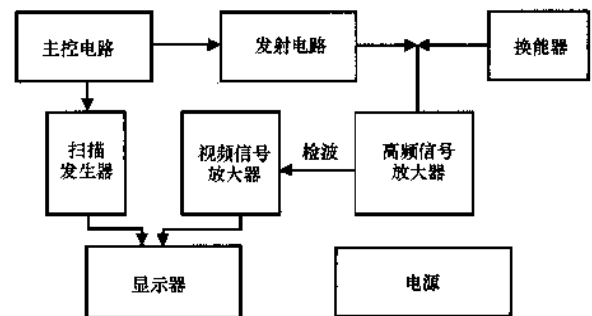 主控电路
发射电路
换能器
扫描
发生器
视频信号
放大器
检波
高频信号
放大器
显示器
电源